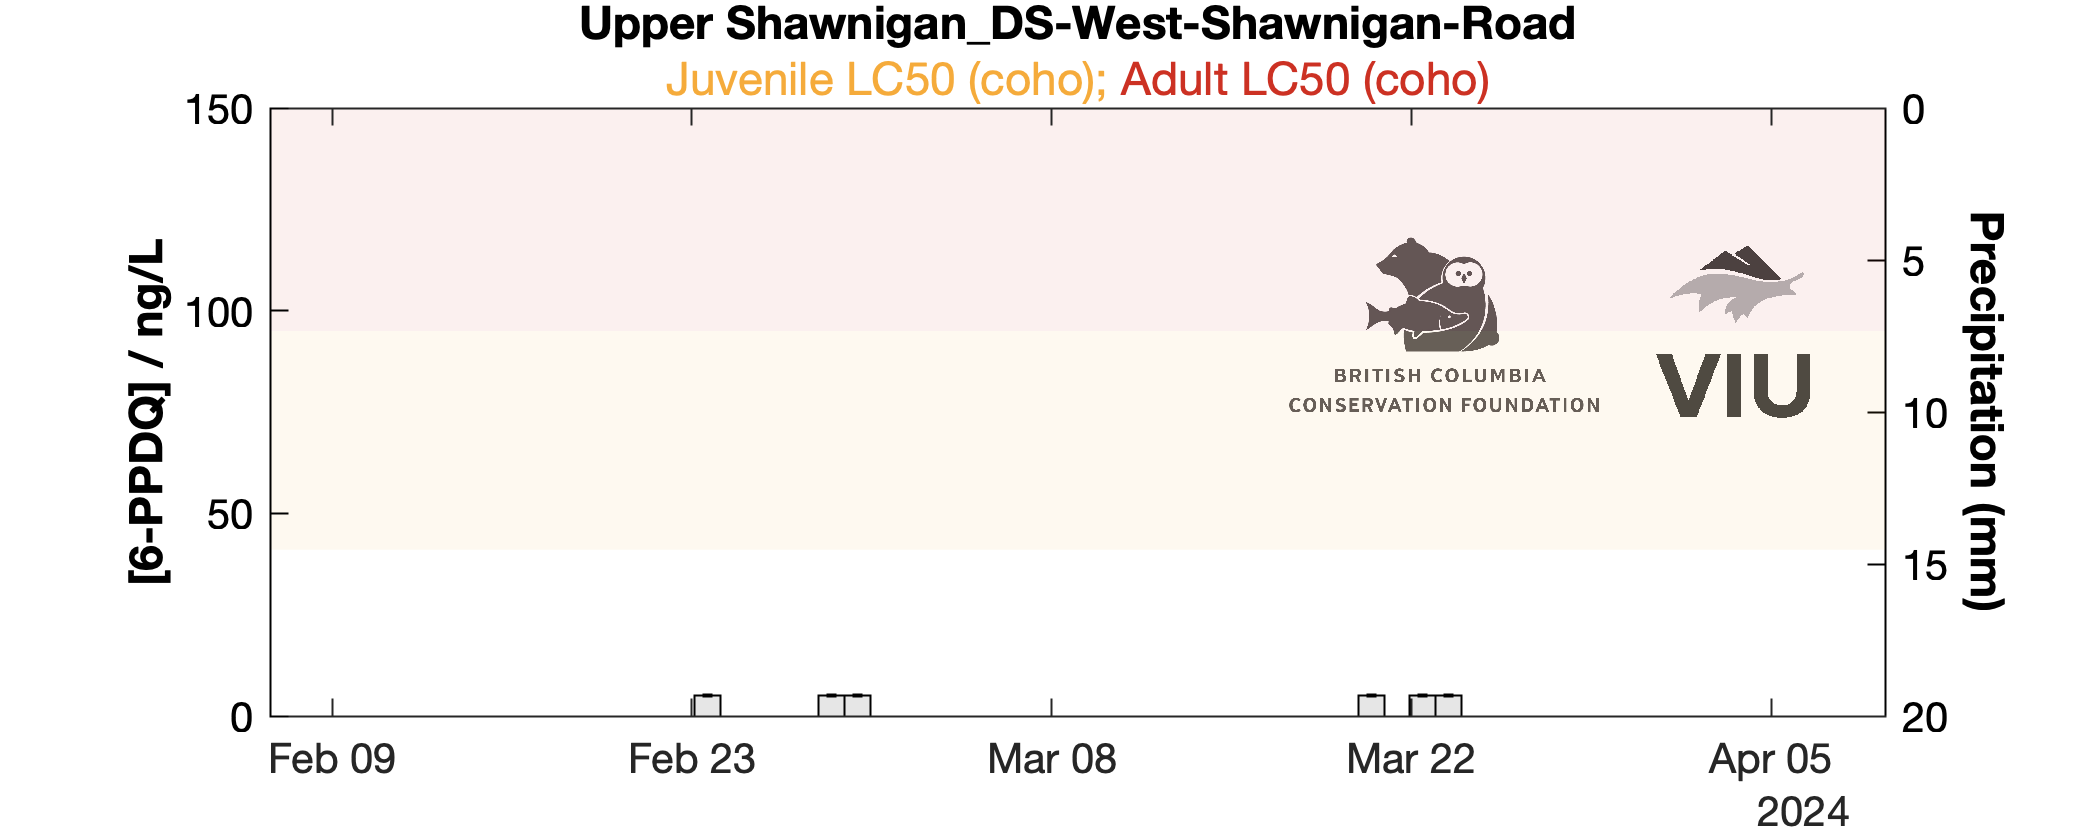 Upper Shawnigan_DS-West-Shawnigan-Road
Juvenile LC50 (coho); Adult LC50 (coho)
150
100
50
0
[6-PPDQ] / ng/L
0
5
10
15
20
Precipitation (mm)
BRITISH COLUMBIA
CONSERVATION FOUNDATION
VIU
Feb 09
Feb 23
Mar 08
Mar 22
Apr 05
2024